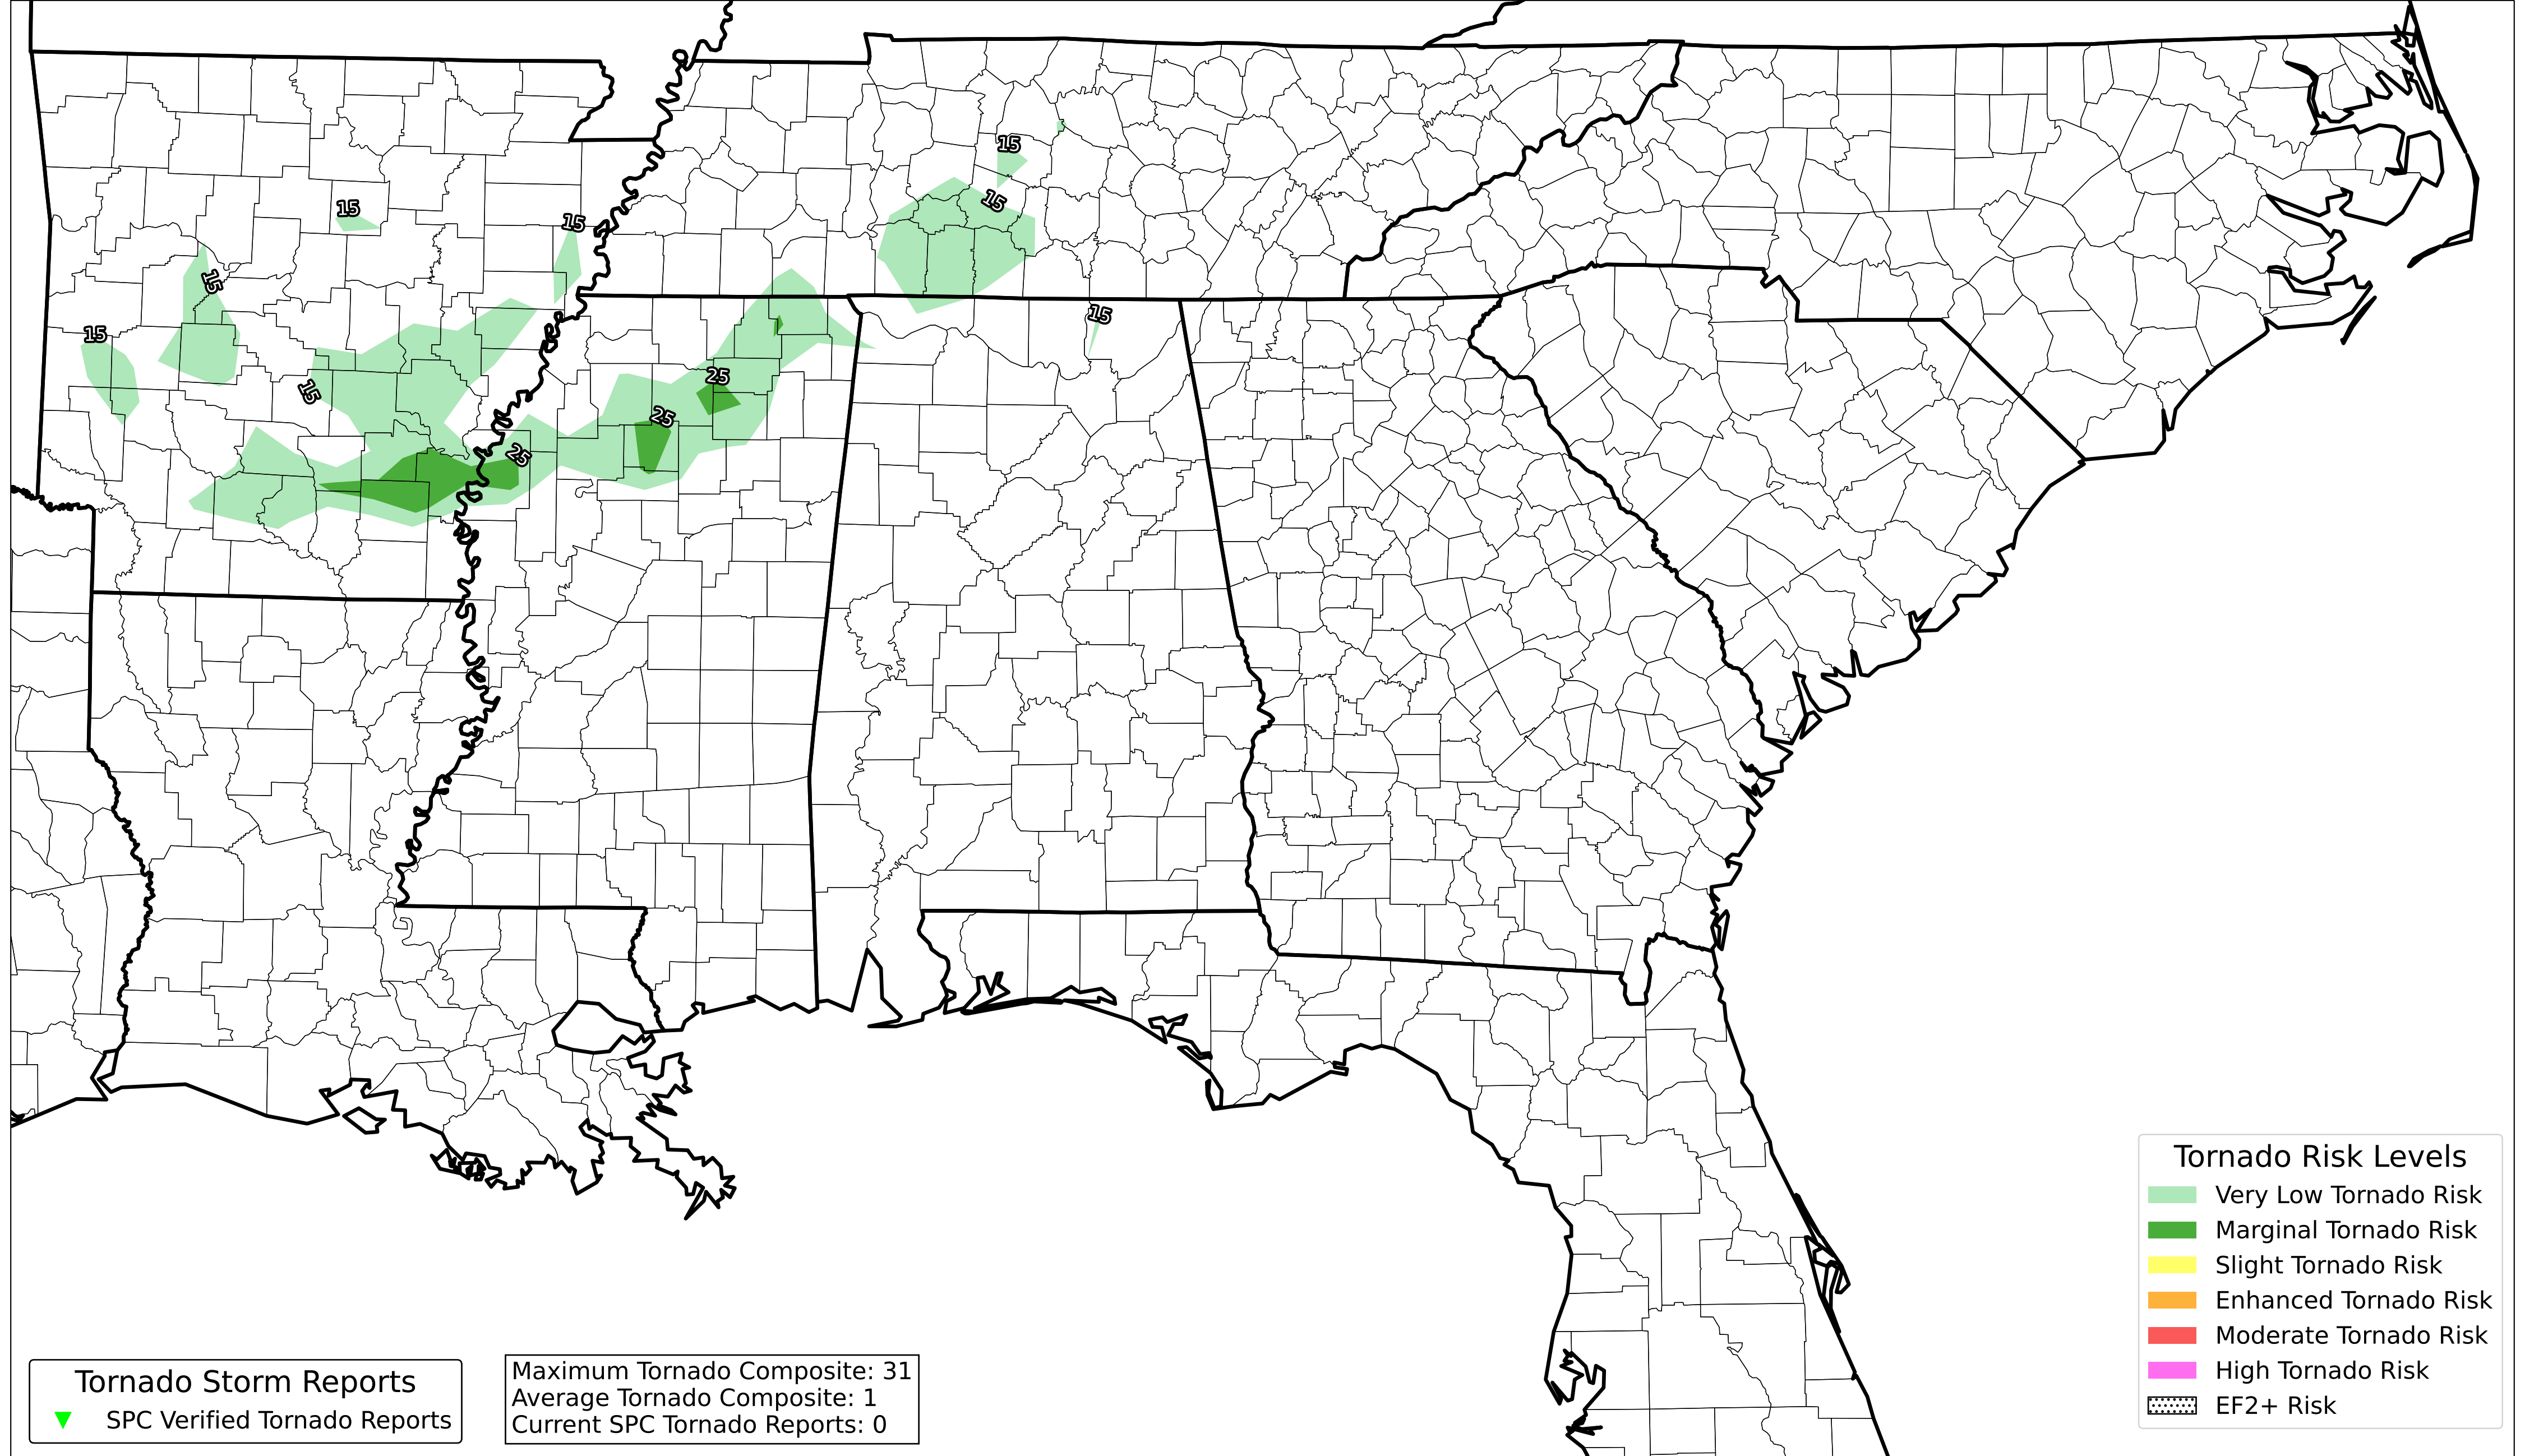 15
15
15
15
15
15
15
15
15
25
25
25
Tornado Risk Levels
Very Low Tornado Risk
Marginal Tornado Risk
Slight Tornado Risk
Enhanced Tornado Risk
Moderate Tornado Risk
High Tornado Risk
EF2+ Risk
Tornado Storm Reports
SPC Verified Tornado Reports
Maximum Tornado Composite: 31
Average Tornado Composite: 1
Current SPC Tornado Reports: 0